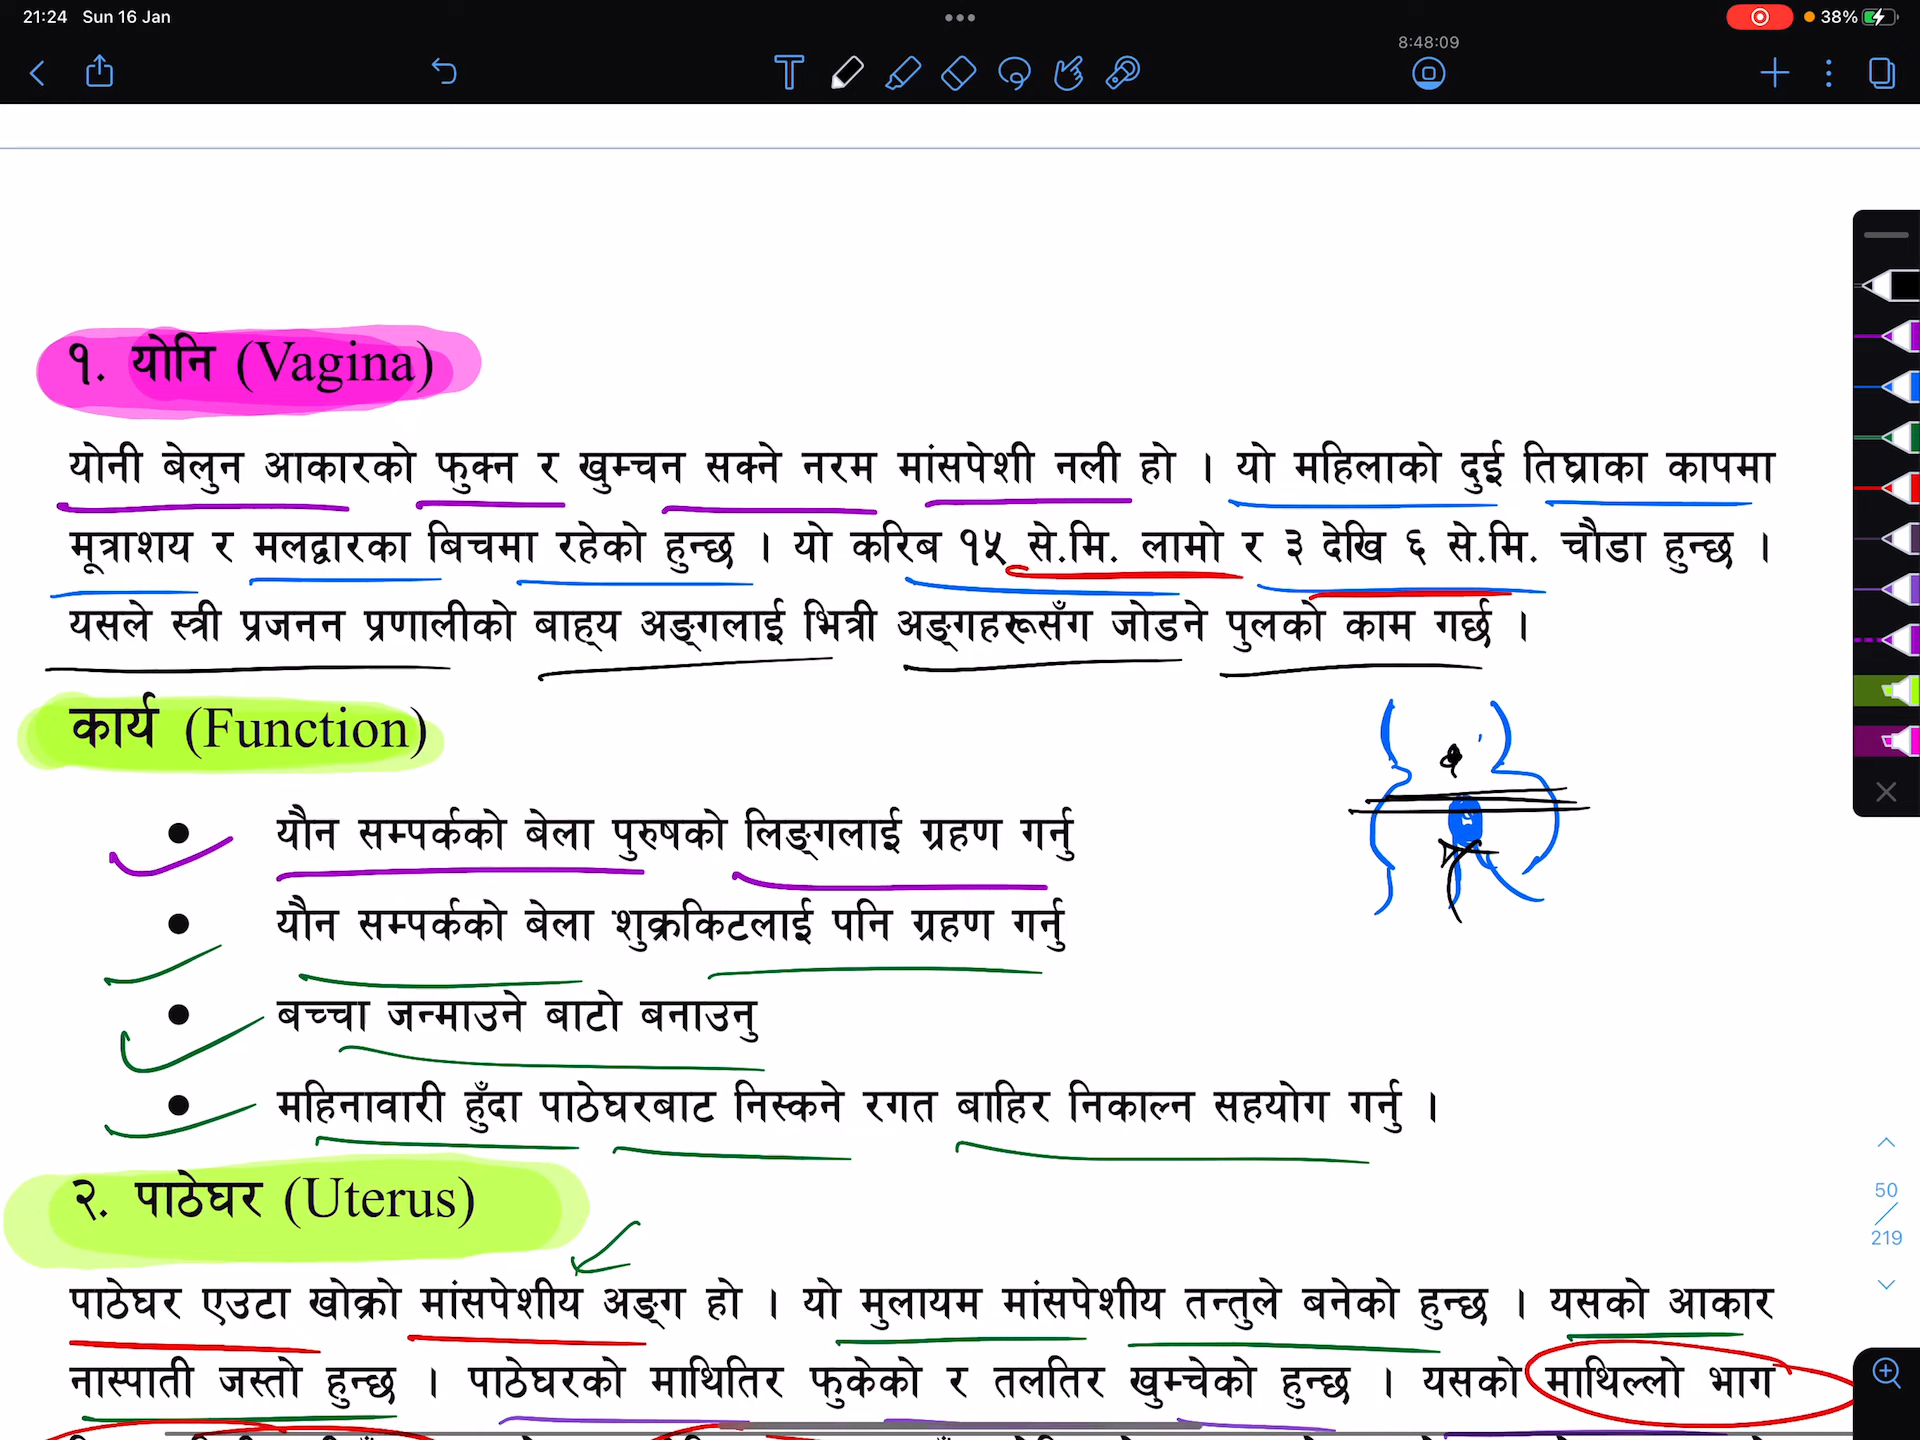 21:24 Sun 16 Jan
38%
8:48:09
१. योनि (Vagina)
योनी बेलुन आकारको फुक्न र खुम्चन सक्ने नरम मांसपेशी नली हो । यो महिलाको दुई तिघ्राका कापमा
मूत्राशय र मलद्वारका बिचमा रहेको हुन्छ । यो करिब १५ से.मि. लामो र ३ देखि ६ से.मि. चौडा हुन्छ ।
यसले स्त्री प्रजनन प्रणालीको बाह्य अङ्गलाई भित्री अङ्गहरूसँग जोडने पुलको काम गर्छ ।
कार्य (Function)
● यौन सम्पर्कको बेला पुरुषको लिङ्गलाई ग्रहण गर्नु
● यौन सम्पर्कको बेला शुक्रकिटलाई पनि ग्रहण गर्नु
● बच्चा जन्माउने बाटो बनाउनु
● महिनावारी हुँदा पाठेघरबाट निस्कने रगत बाहिर निकाल्न सहयोग गर्नु ।
२. पाठेघर (Uterus)
पाठेघर एउटा खोक्रो मांसपेशीय अङ्ग हो । यो मुलायम मांसपेशीय तन्तुले बनेको हुन्छ । यसको आकार
नास्पाती जस्तो हुन्छ । पाठेघरको माथितिर फुकेको र तलतिर खुम्चेको हुन्छ । यसको माथिल्लो भाग
50
219